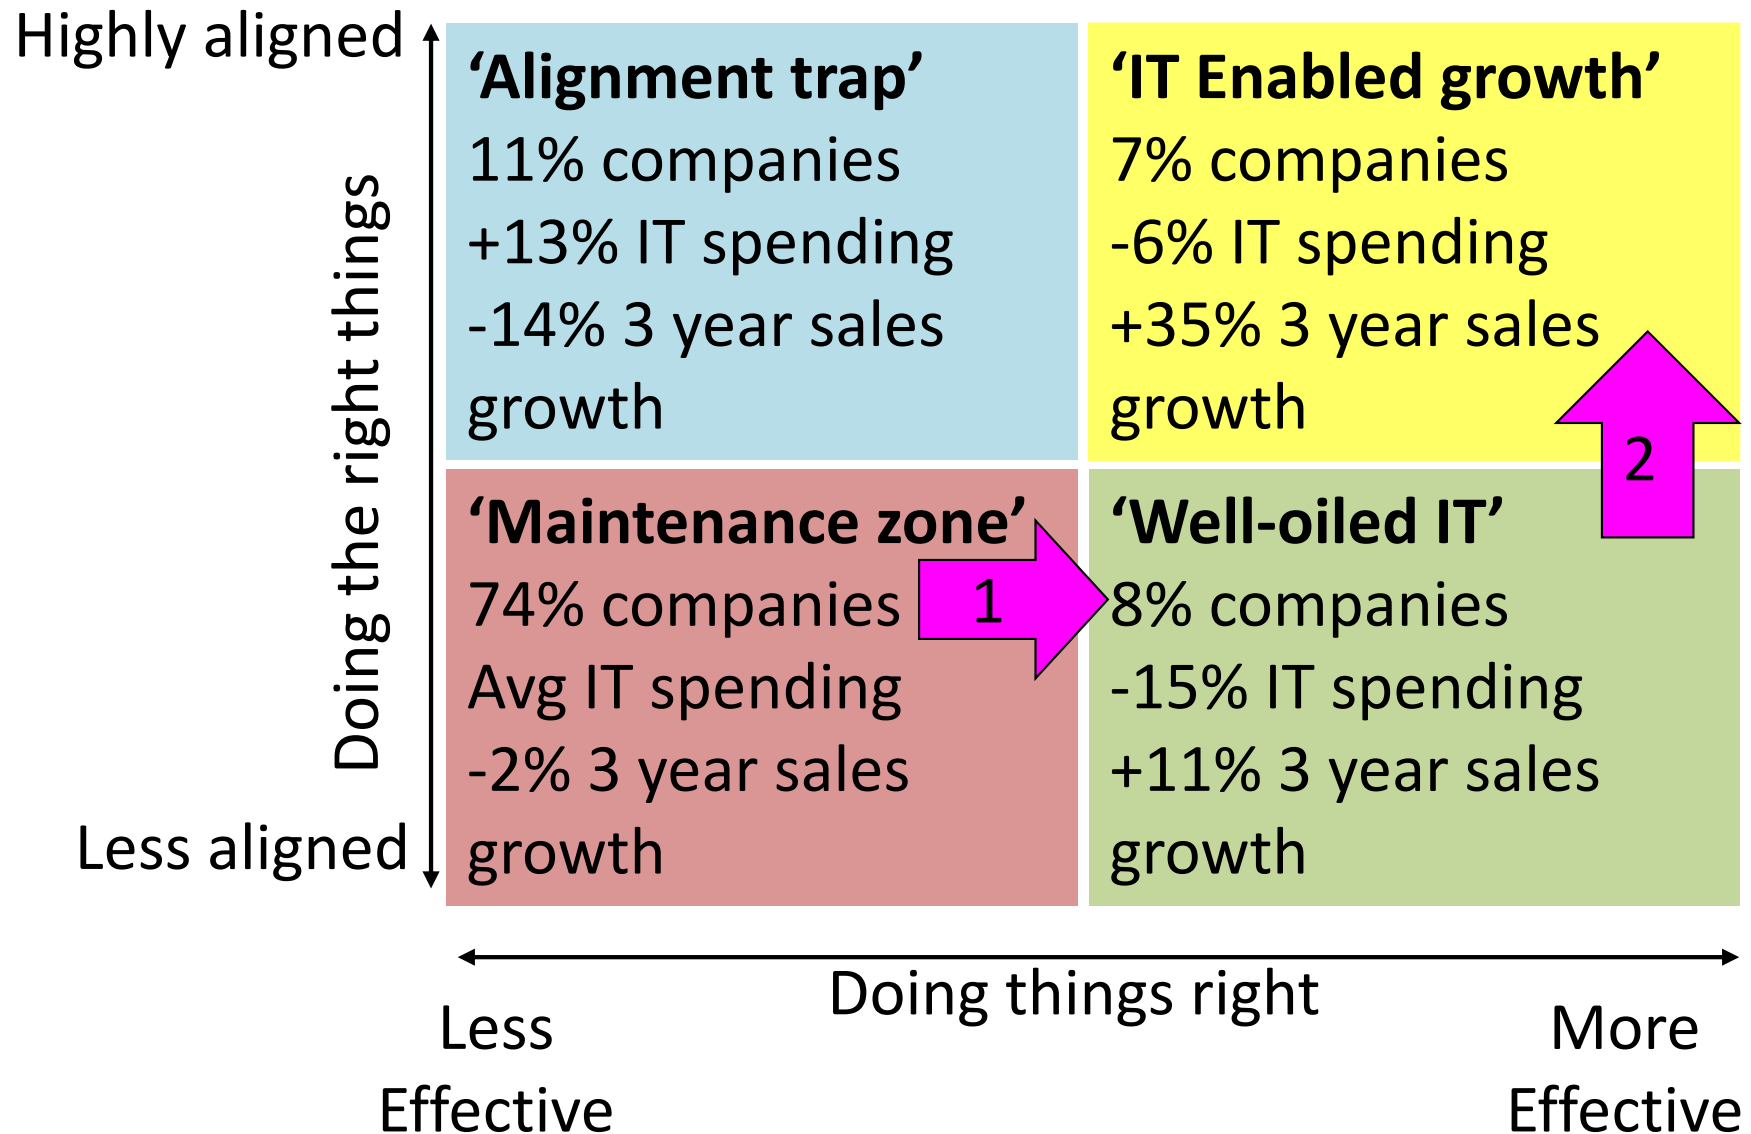 Highly aligned
Doing the right things
Less aligned
‘Alignment trap’
11% companies
+13% IT spending
-14% 3 year sales
growth
‘IT Enabled growth’
7% companies
-6% IT spending
+35% 3 year sales
growth
‘Maintenance zone’
74% companies
Avg IT spending
-2% 3 year sales
growth
1
‘Well-oiled IT’
8% companies
-15% IT spending
+11% 3 year sales
growth
2
Doing things right
Less
Effective
More
Effective